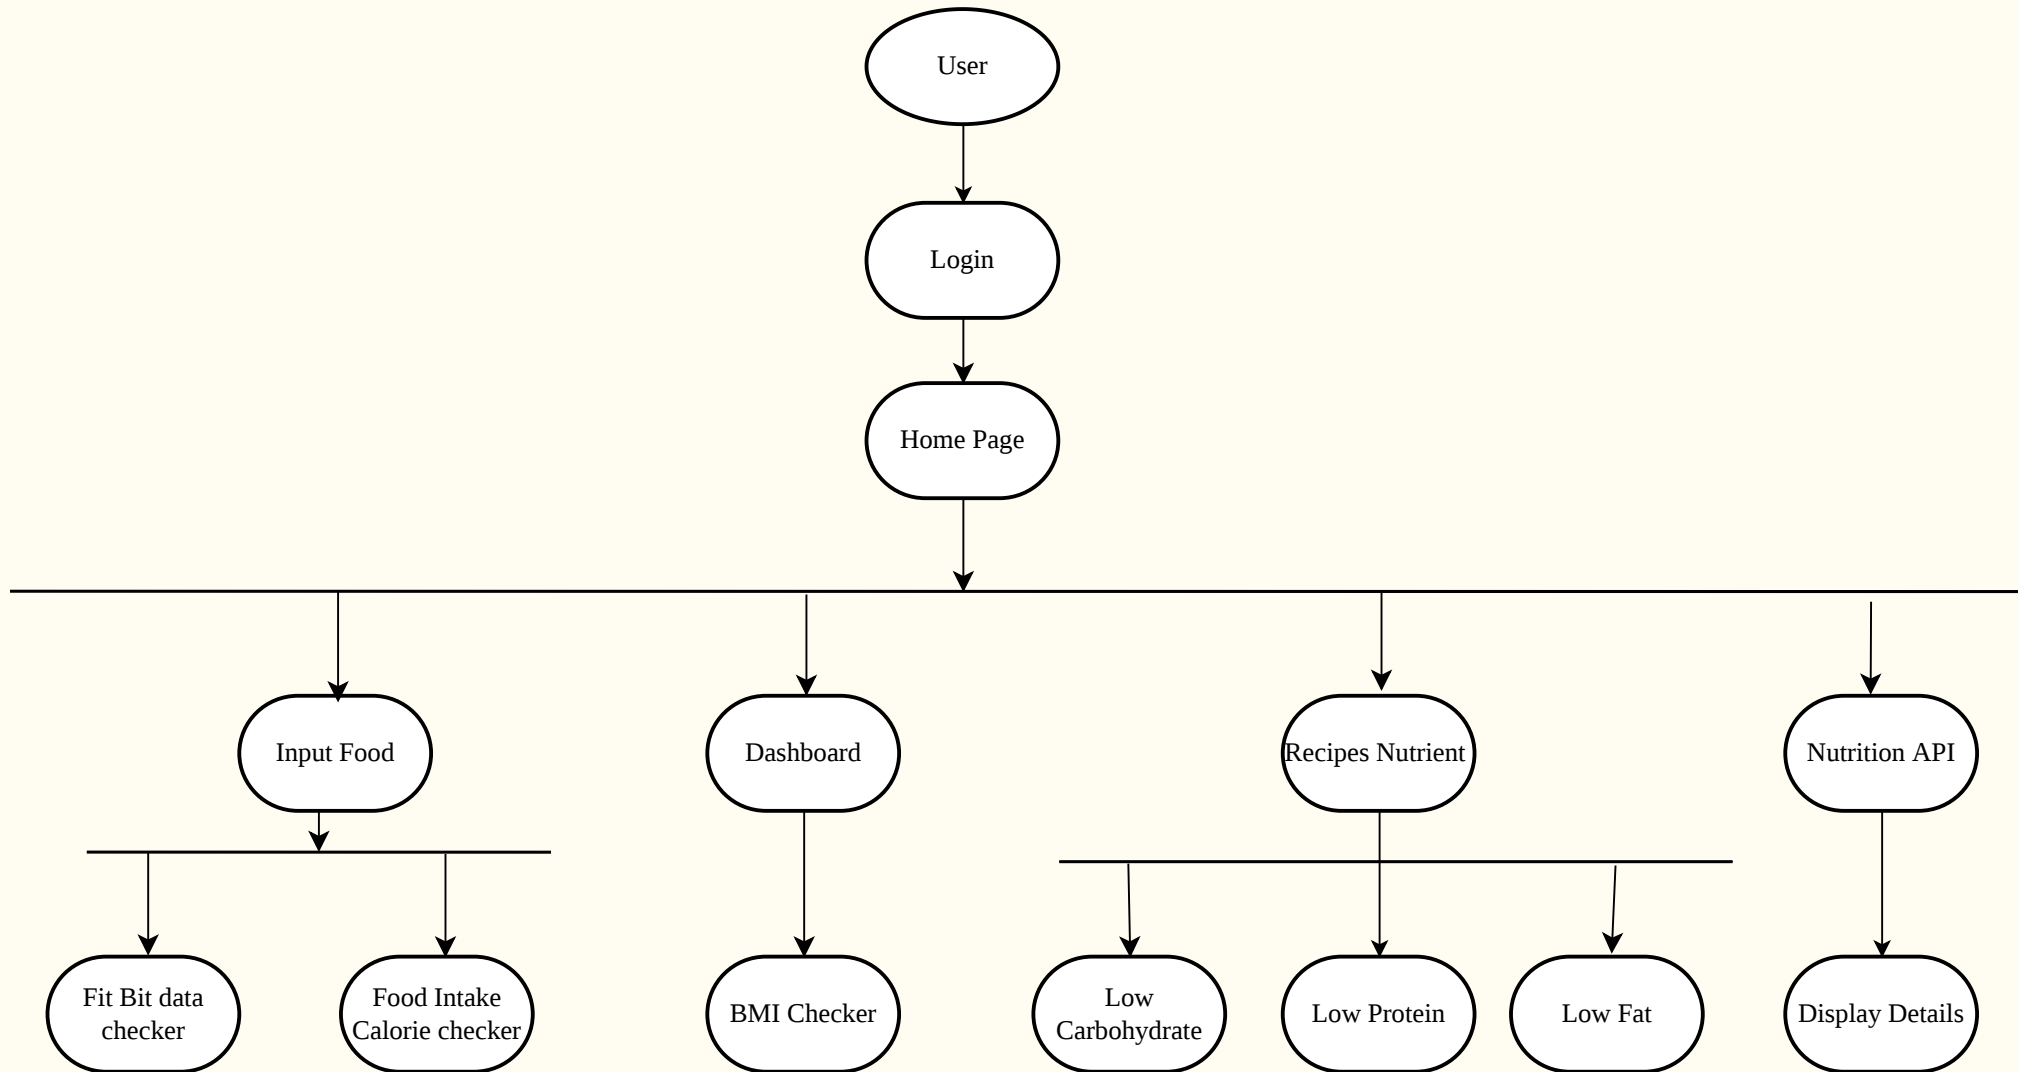 User
Login
Home Page
Input Food
Dashboard
Recipes Nutrient
Nutrition API
Fit Bit data
checker
Food Intake
Calorie checker
BMI Checker
Low
Carbohydrate
Low Protein
Low Fat
Display Details